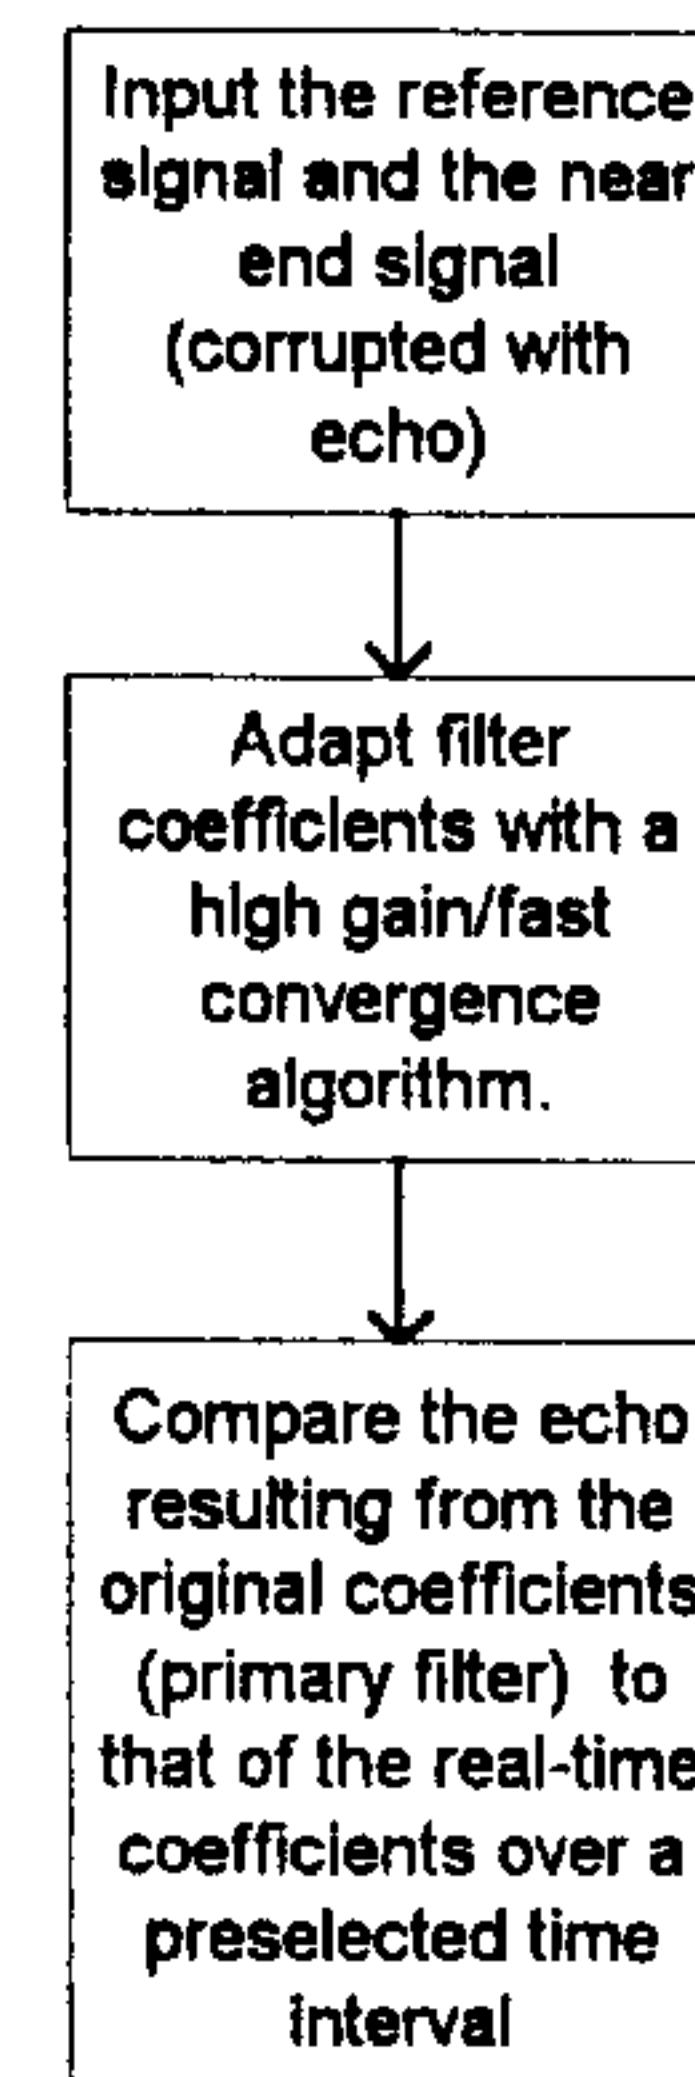 Input the reference
signal and the near
end signal
(corrupted with
echo)
Adapt filter
coefficients with a
high gain/fast
convergence
algorithm.
Compare the echo
resulting from the
original coefficients
(primary filter) to
that of the real-time
coefficients over a
preselected time
interval